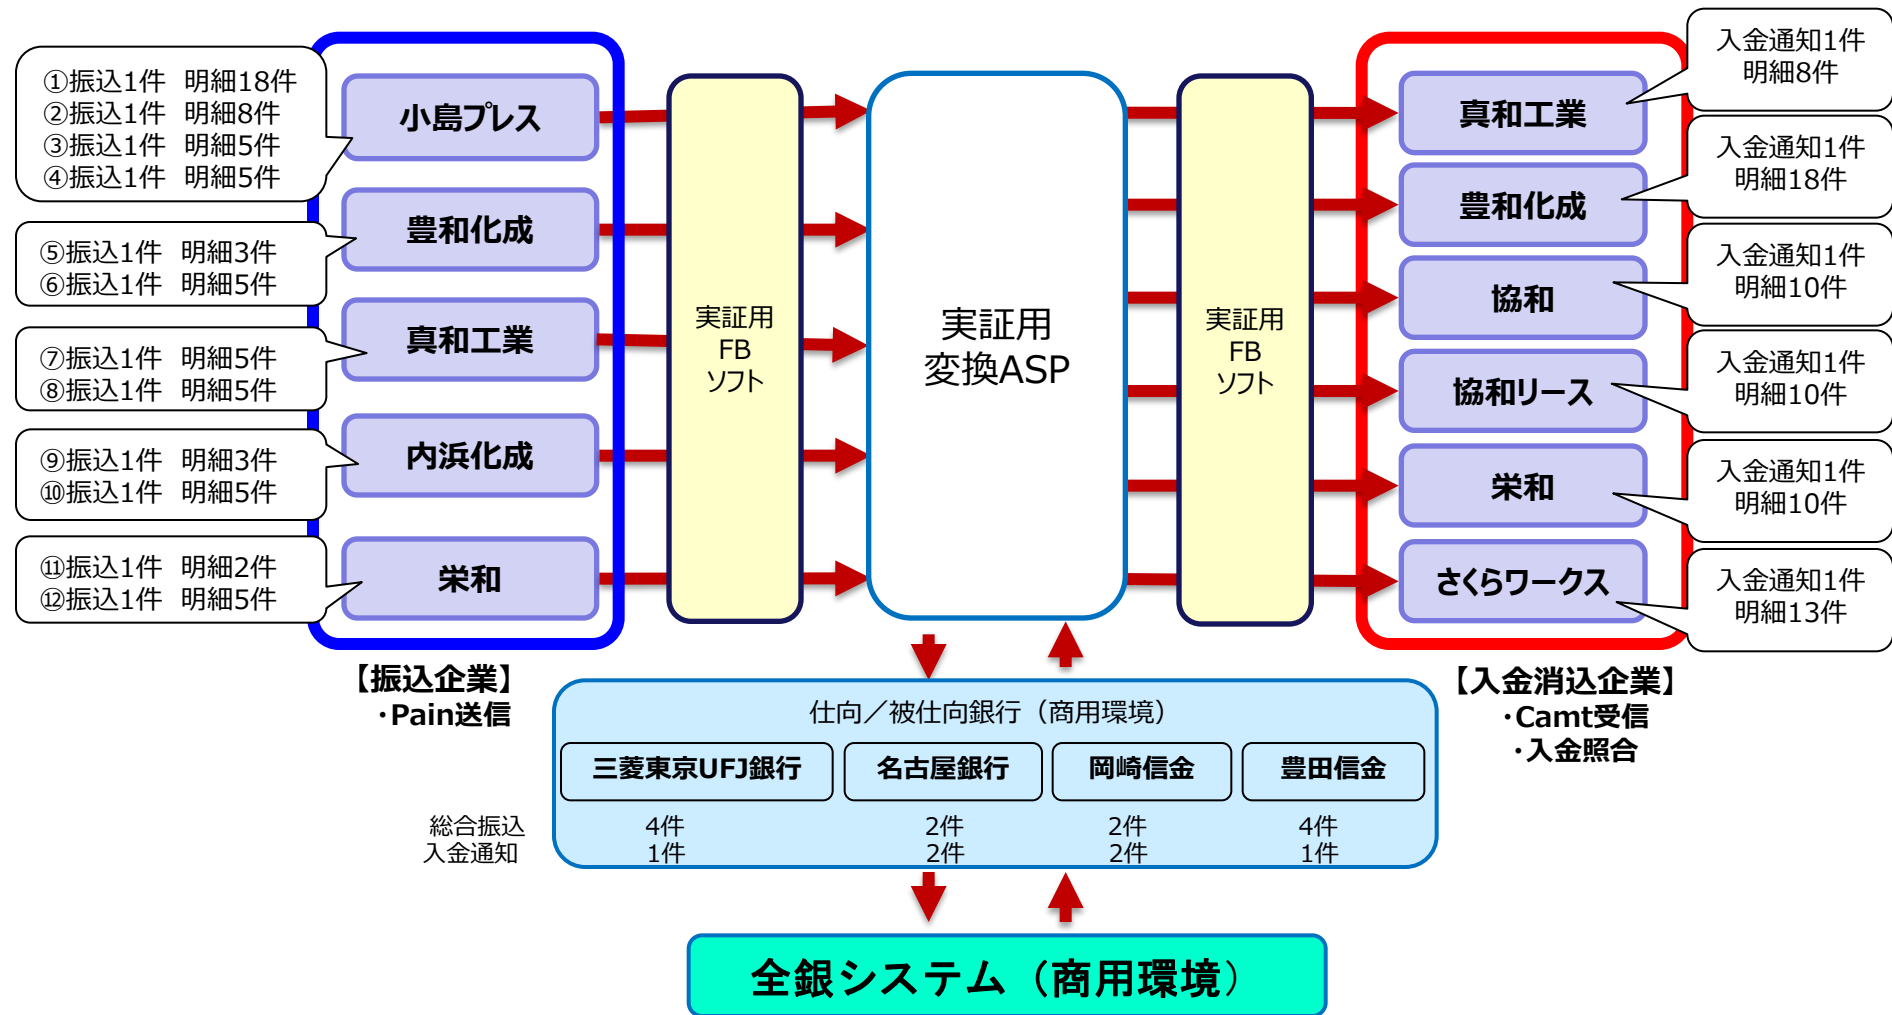 ①振込1件 明細18件
②振込1件 明細8件
③振込1件 明細5件
④振込1件 明細5件
⑤振込1件 明細3件
⑥振込1件 明細5件
⑦振込1件 明細5件
⑧振込1件 明細5件
⑨振込1件 明細3件
⑩振込1件 明細5件
⑪振込1件 明細2件
⑫振込1件 明細5件
小島プレス
豊和化成
真和工業
内浜化成
栄和
【振込企業】
・Pain送信
実証用
FB
ソフト
実証用
変換ASP
実証用
FB
ソフト
真和工業
豊和化成
協和
協和リース
栄和
さくらワークス
【入金消込企業】
・Camt受信
・入金照合
入金通知1件
明細8件
入金通知1件
明細18件
入金通知1件
明細10件
入金通知1件
明細10件
入金通知1件
明細10件
入金通知1件
明細13件
仕向／被仕向銀行（商用環境）
三菱東京UFJ銀行 名古屋銀行 岡崎信金 豊田信金
総合振込 4件 2件 2件 4件
入金通知 1件 2件 2件 1件
全銀システム（商用環境）